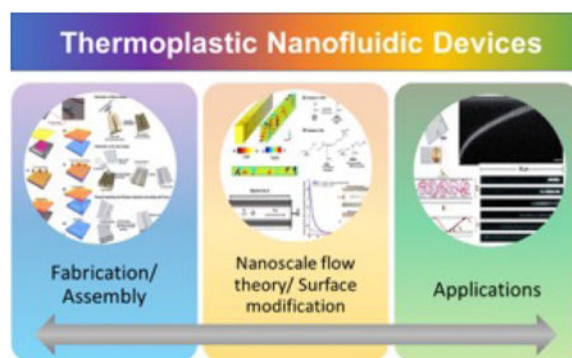 Thermoplastic Nanofluidic Devices
Fabrication/
Assembly
Nanoscale flow
theory/ Surface
modification
Applications